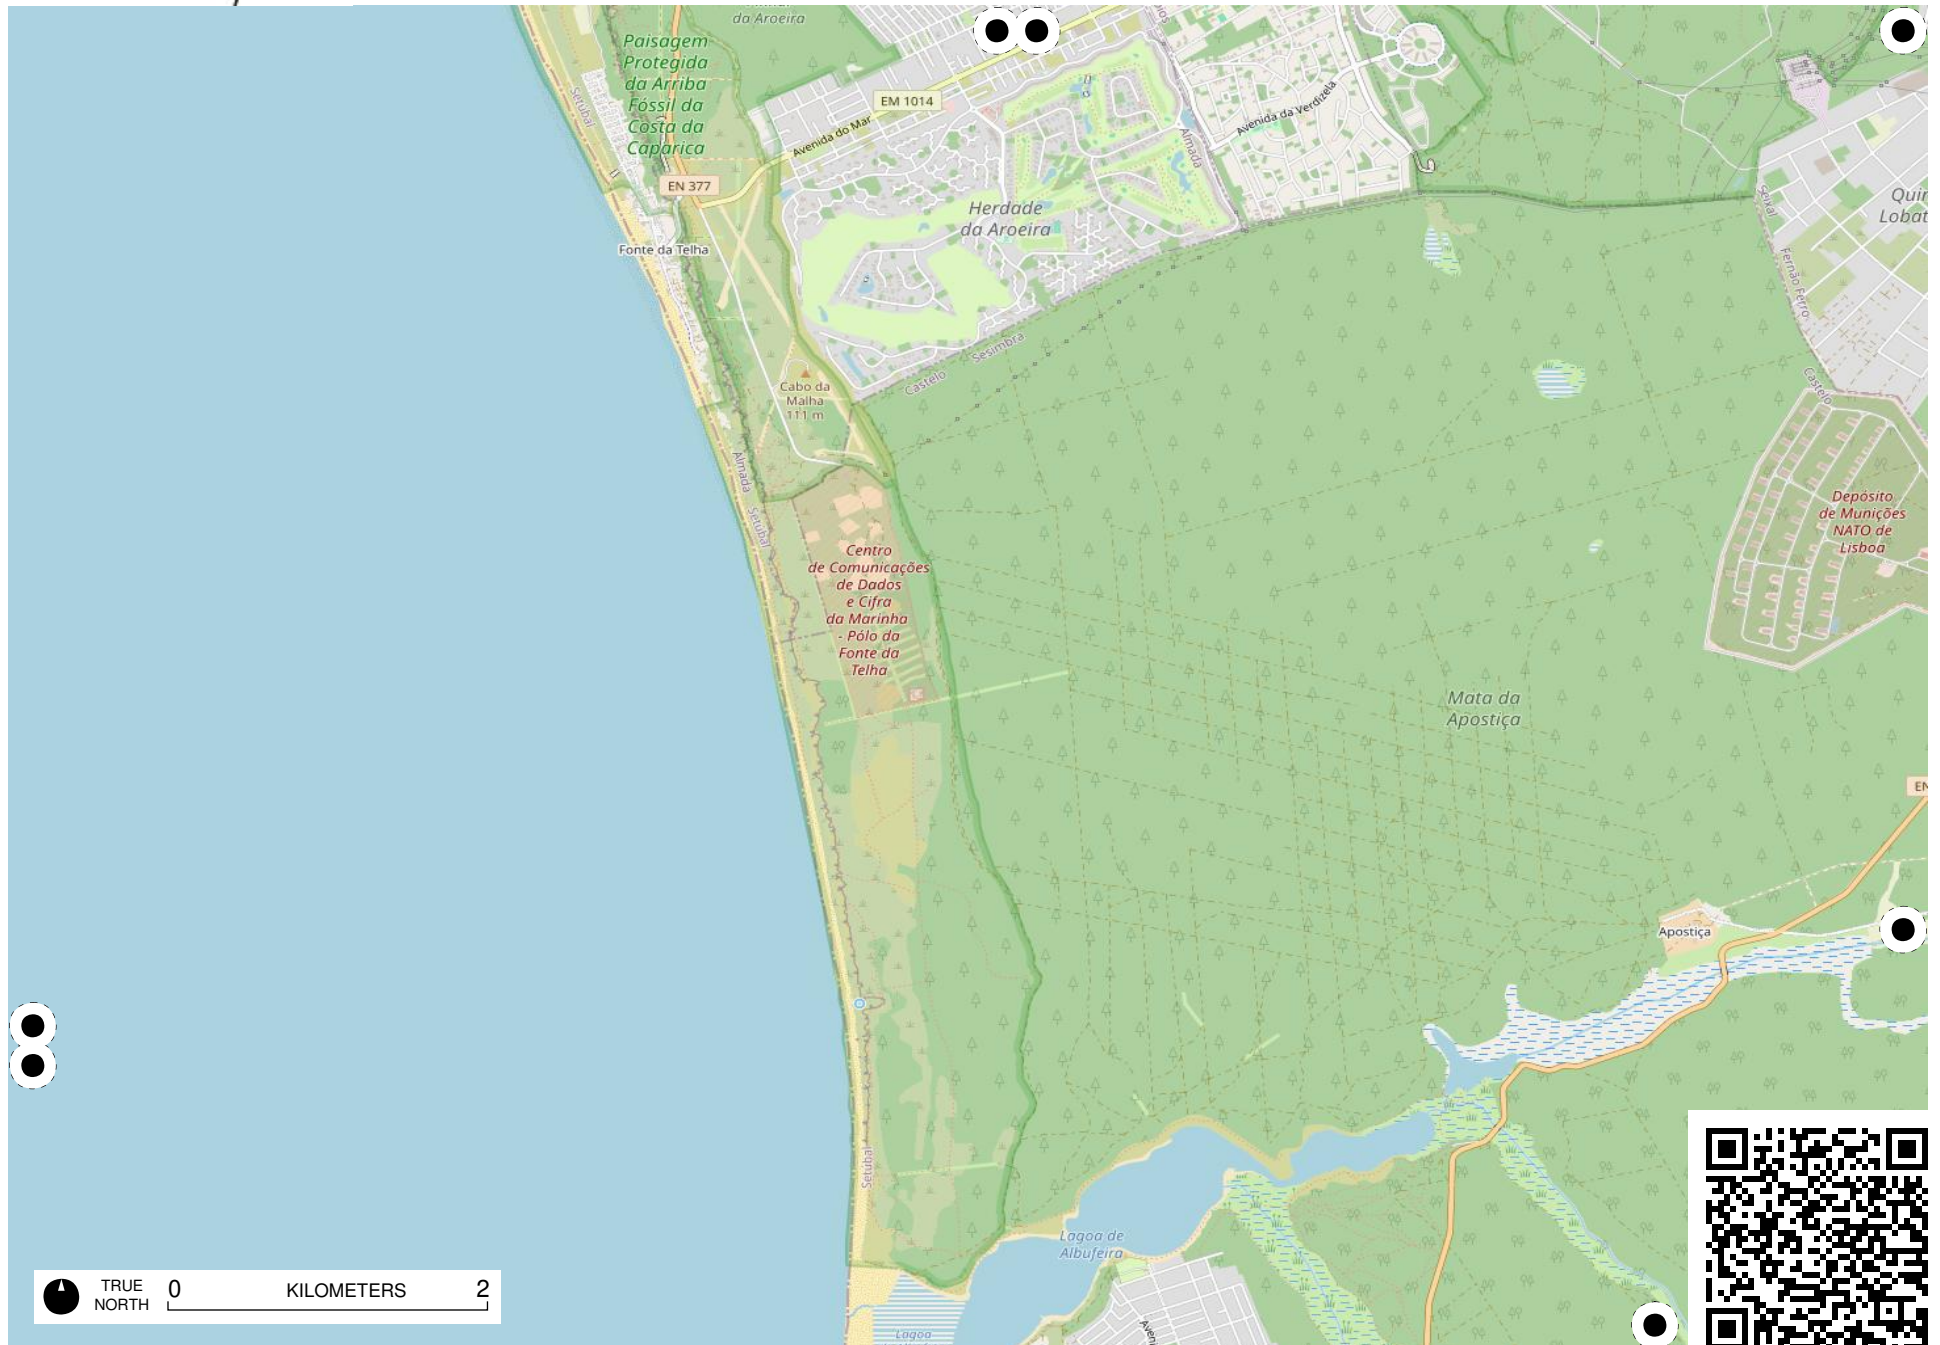 da Aroeira
Paisagem
Protegida
da Arriba
Fóssil da
Costa da
Caparica
Setúbal
EM 1014
Avenida do Mar
Avenida da Verdizela
Almada
EN 377
Herdade
da Aroeira
Fonte da Telha
Seixal
Fernão Ferro
Quin
Lobat
Castelo
Sesimbra
Cabo da
Malha
111 m
Castelo
Almada
Setúbal
Depósito
de Munições
NATO de
Lisboa
Centro
de Comunicações
de Dados
e Cifra
da Marinha
- Pólo da
Fonte da
Telha
Mata da
Apostiça
EN
Apostiça
Setúbal
Lagoa de
Albufeira
Aveni
Lagoa
TRUE
NORTH
0 KILOMETERS 2